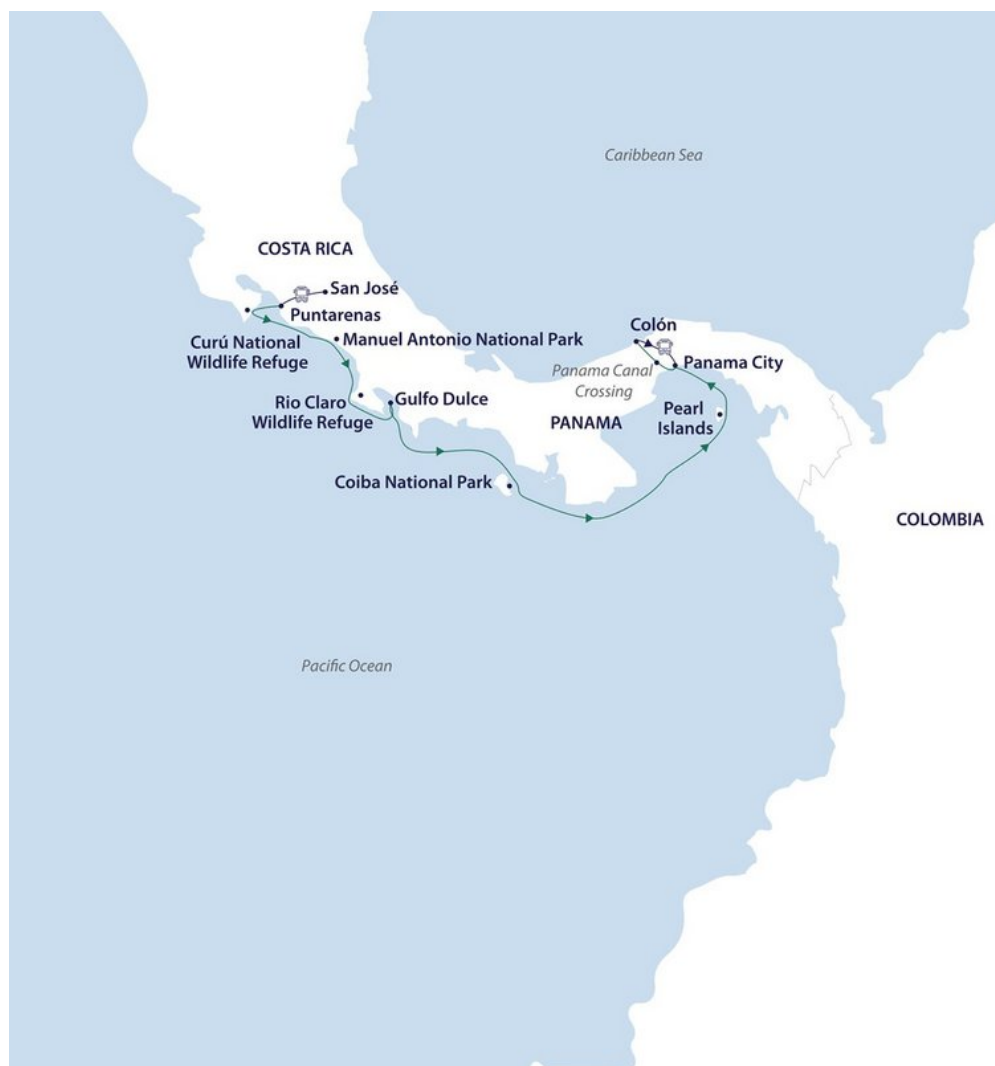 Caribbean Sea
COSTA RICA
San José
Puntarenas
Curú National
Wildlife Refuge
Manuel Antonio National Park
Colón
Panama City
Panama Canal
Crossing
Rio Claro
Wildlife Refuge
Gulfo Dulce
Pearl
Islands
PANAMA
Coiba National Park
COLOMBIA
Pacific Ocean